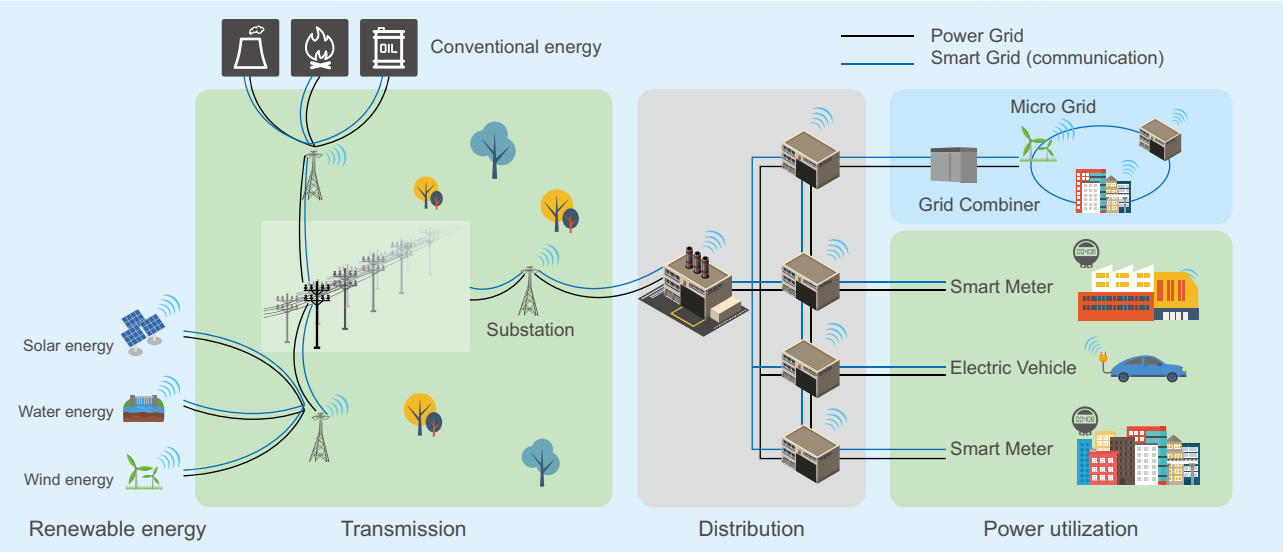 OIL
Conventional energy
Power Grid
Smart Grid (communication)
Micro Grid
Grid Combiner
Substation
Smart Meter
Solar energy
Electric Vehicle
Water energy
Smart Meter
Wind energy
Renewable energy
Transmission
Distribution
Power utilization